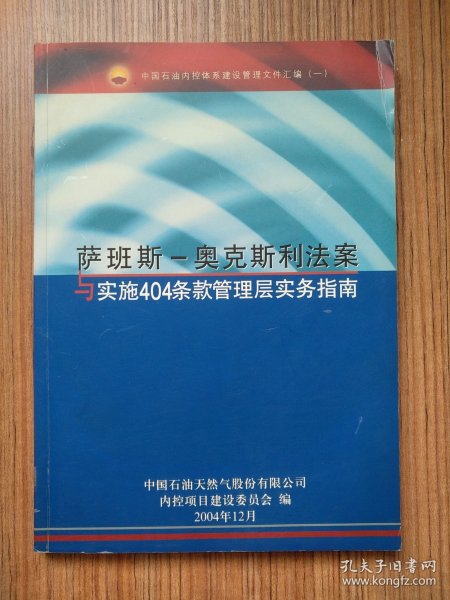 中国石油内控体系建设管理文件汇编（一）
萨班斯－奥克斯利法案
与实施404条款管理层实务指南
中国石油天然气股份有限公司
内控项目建设委员会 编
2004年12月
孔夫子旧书网
www.kongfz.com